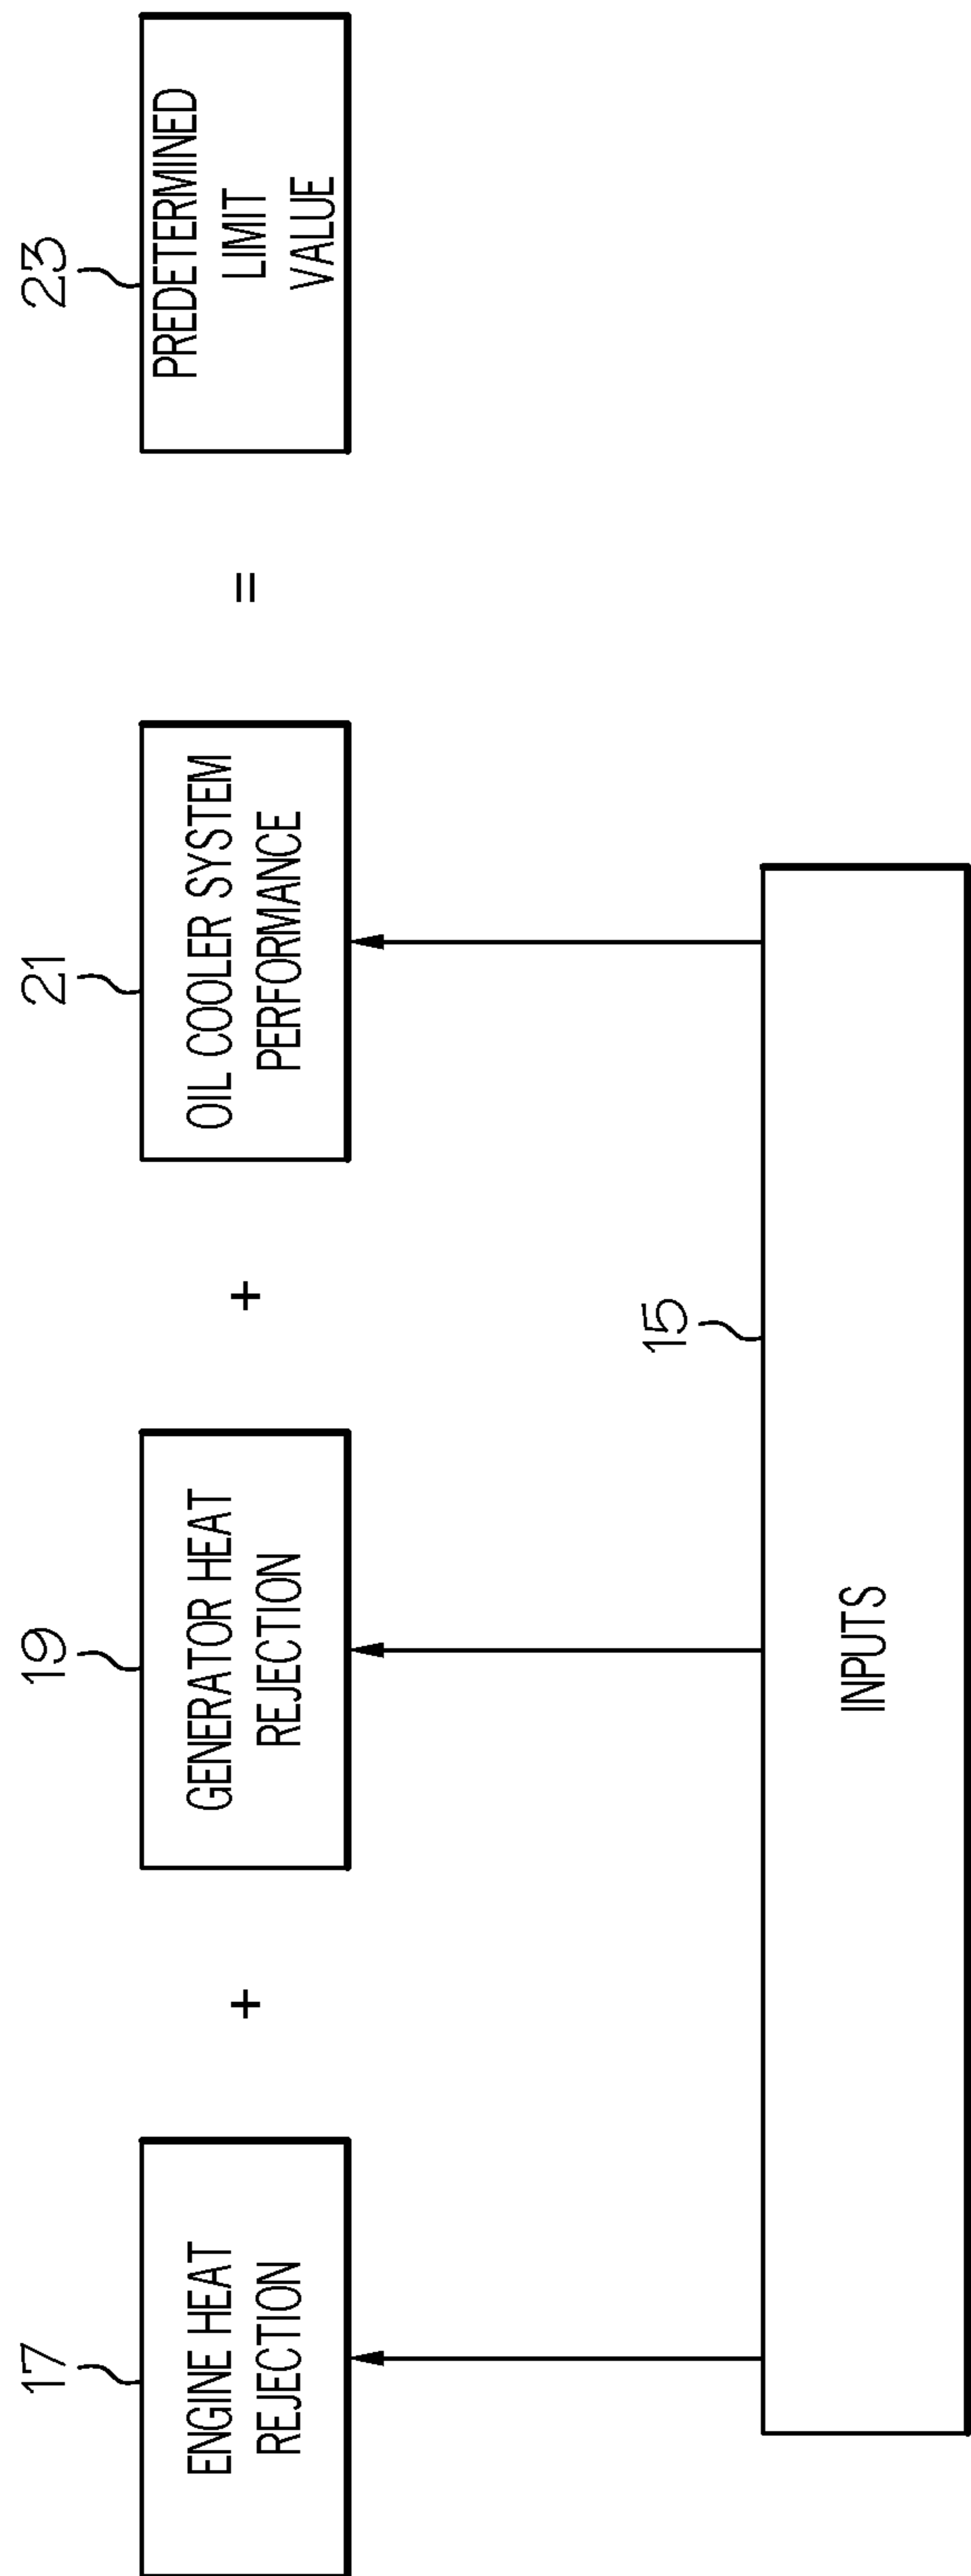 17
ENGINE HEAT
REJECTION
+
19
GENERATOR HEAT
REJECTION
+
21
OIL COOLER SYSTEM
PERFORMANCE
=
23
PREDETERMINED
LIMIT
VALUE
15
INPUTS